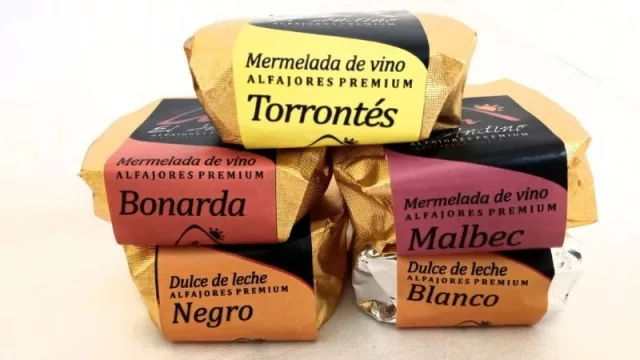 Mermelada de vino
ALFAJORES PREMIUM
Torrontés
Mermelada de vino
ALFAJORES PREMIUM
Bonarda
Andino
Mermelada de vino
ALFAJORES PREMIUM
Malbec
Dulce de leche
ALFAJORES PREMIUM
Negro
Dulce de leche
ALFAJORES PREMIUM
Blanco